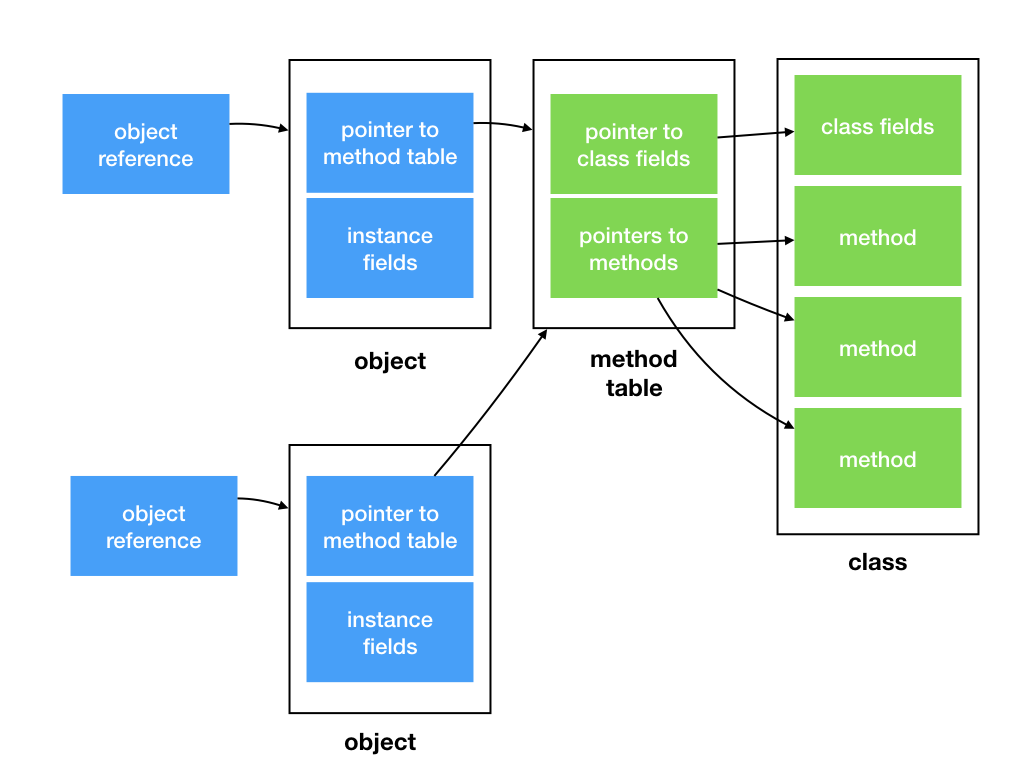 object
reference
pointer to
method table
instance
fields
object
pointer to
class fields
pointers to
methods
method
table
class fields
method
method
method
class
object
reference
pointer to
method table
instance
fields
object